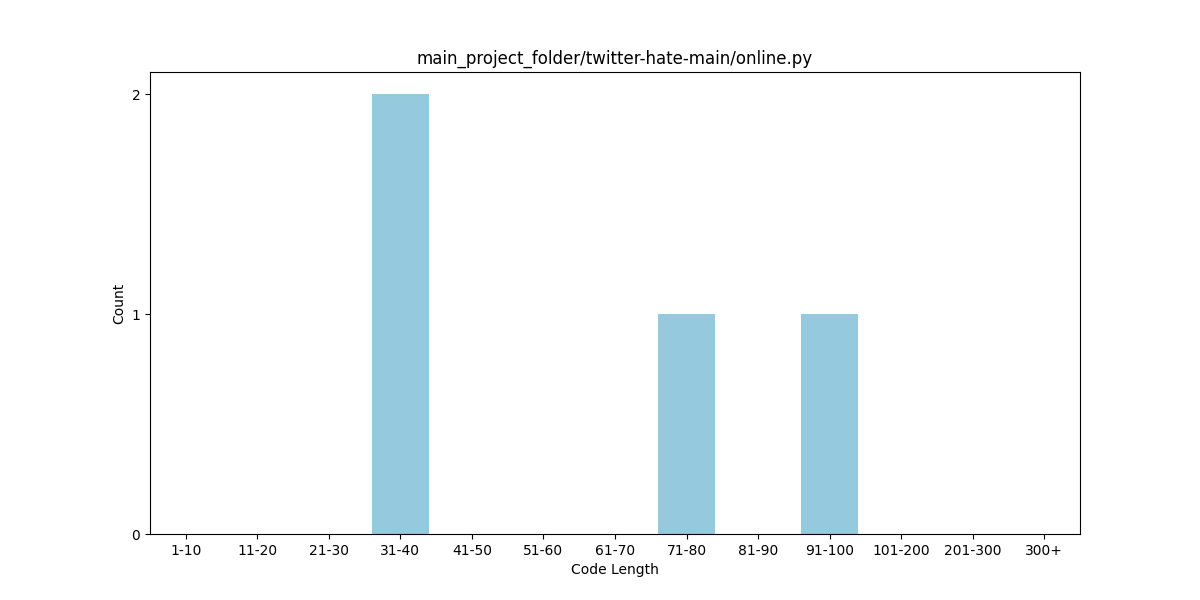 main_project_folder/twitter-hate-main/online.py
Count
2
1
0
1-10 11-20 21-30 31-40 41-50 51-60 61-70 71-80 81-90 91-100 101-200 201-300 300+
Code Length